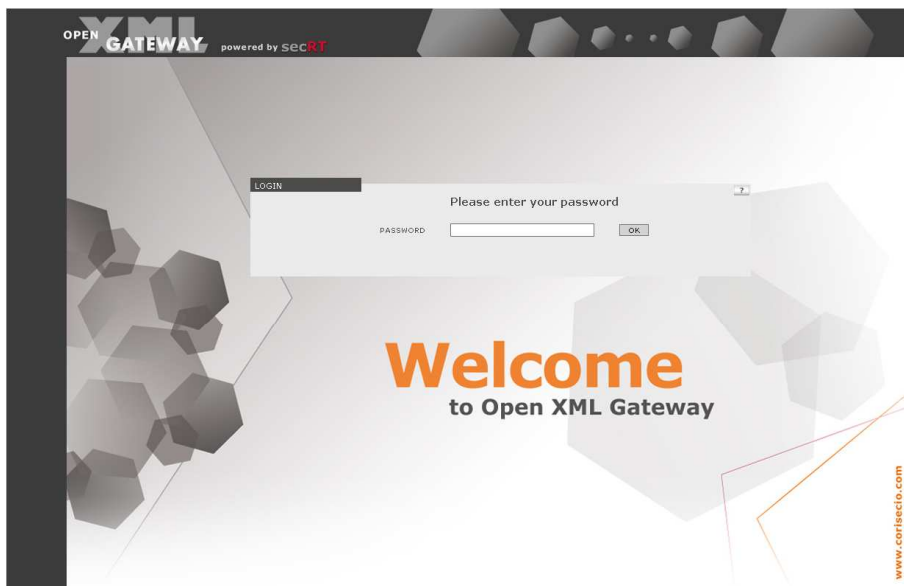 OPEN XML GATEWAY powered by secRT
LOGIN
?
Please enter your password
PASSWORD
OK
Welcome
to Open XML Gateway
www.corisecio.com